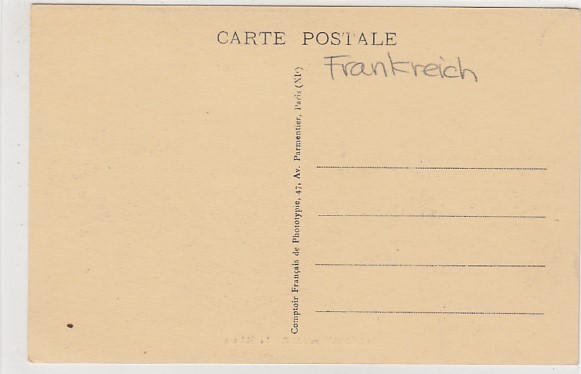 CARTE POSTALE
Frankreich
Comptoir Français de Phototypie, 47, Av. Parmentier, Paris (XIe)